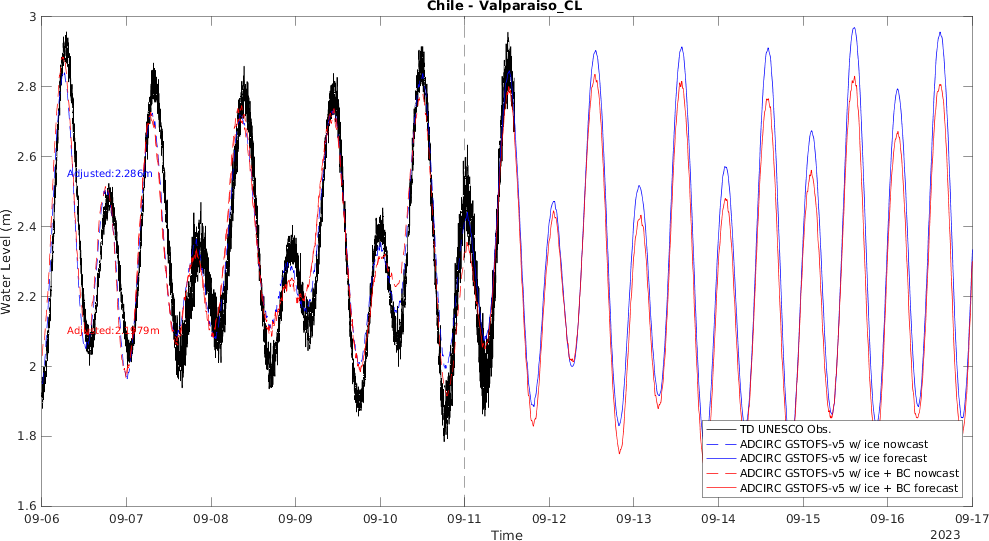 Chile - Valparaiso_CL
Water Level (m)
3
2.8
2.6
2.4
2.2
2
1.8
1.6
Adjusted:2.286m
09-06
09-07
09-08
09-09
09-10
09-11
09-12
09-13
09-14
09-15
09-16
09-17
Time
2023
TD UNESCO Obs.
ADCIRC GSTOFS-v5 w/ ice nowcast
ADCIRC GSTOFS-v5 w/ ice forecast
ADCIRC GSTOFS-v5 w/ ice + BC nowcast
ADCIRC GSTOFS-v5 w/ ice + BC forecast